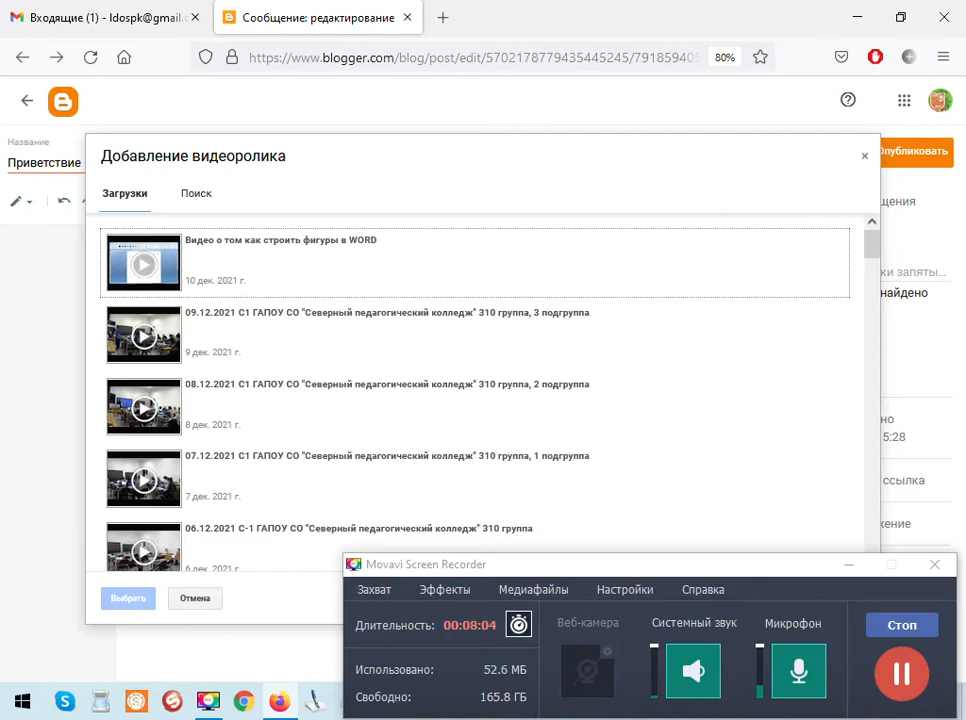 Входящие (1) - ldospk@gmail.c
Сообщение: редактирование
https://www.blogger.com/blog/post/edit/5702178779435445245/791859405
80%
Название
Приветствие
Опубликовать
щения
ки запяты...
найдено
но
5:28
ссылка
жение
Добавление видеоролика
Загрузки
Поиск
Видео о том как строить фигуры в WORD
10 дек. 2021 г.
09.12.2021 С1 ГАПОУ СО "Северный педагогический колледж" 310 группа, 3 подгруппа
9 дек. 2021 г.
08.12.2021 С1 ГАПОУ СО "Северный педагогический колледж" 310 группа, 2 подгруппа
8 дек. 2021 г.
07.12.2021 С1 ГАПОУ СО "Северный педагогический колледж" 310 группа, 1 подгруппа
7 дек. 2021 г.
06.12.2021 С-1 ГАПОУ СО "Северный педагогический колледж" 310 группа
6 дек. 2021 г.
Выбрать
Отмена
Movavi Screen Recorder
Захват
Эффекты
Медиафайлы
Настройки
Справка
Длительность: 00:08:04
Веб-камера
Системный звук
Микрофон
Стоп
Использовано: 52.6 МБ
Свободно: 165.8 ГБ